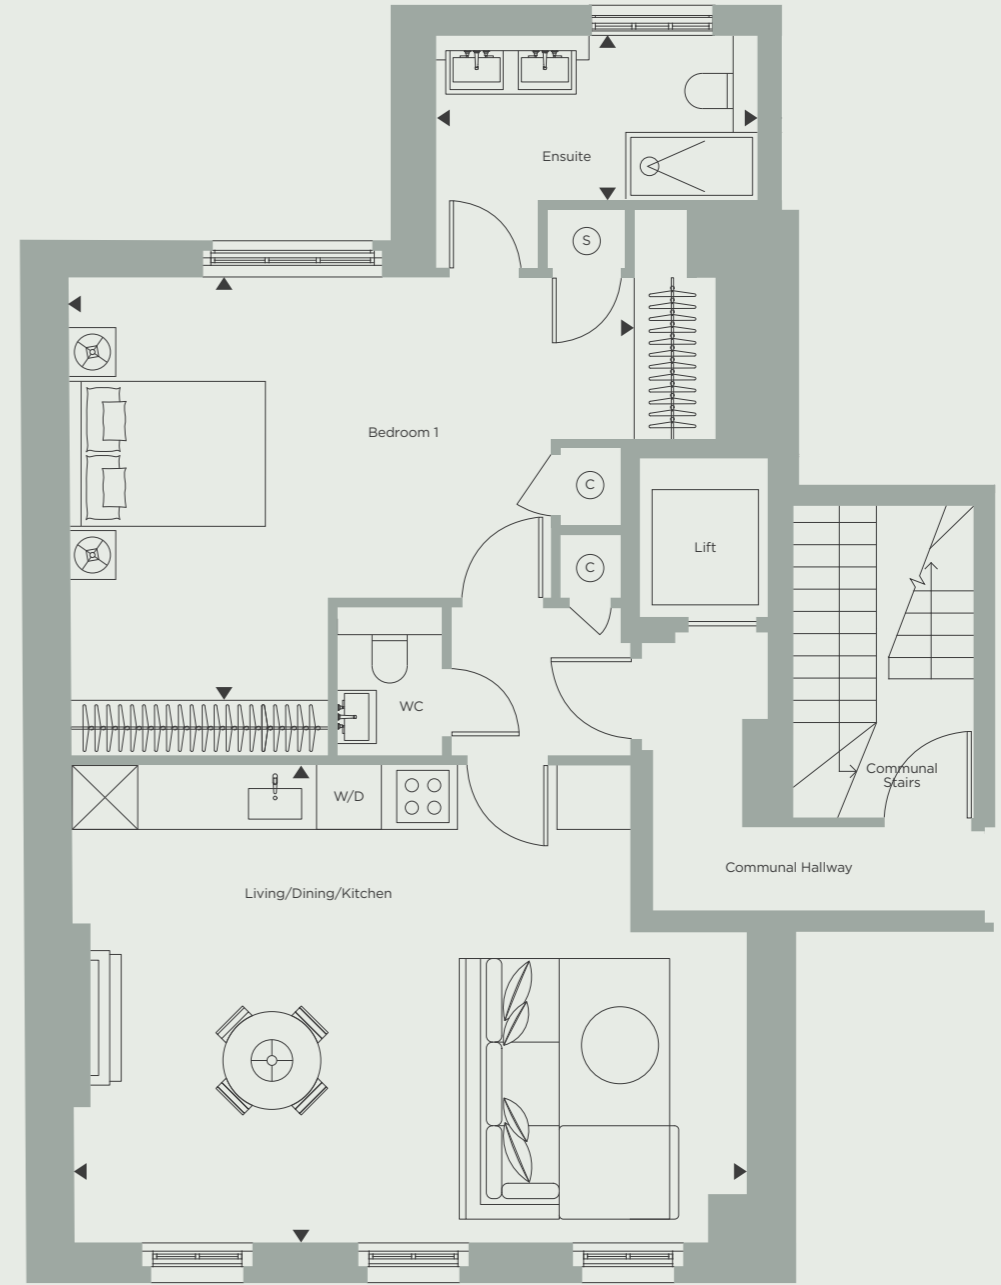 Ensuite
S
Bedroom 1
C
Lift
C
WC
Communal
Stairs
W/D
Communal Hallway
Living/Dining/Kitchen